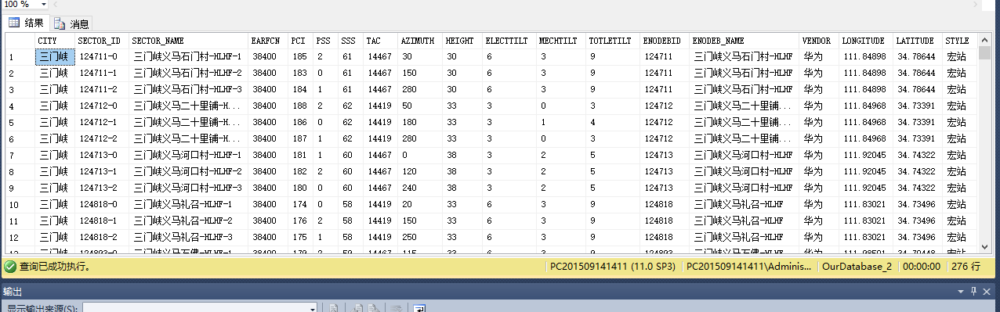 100 %
结果 消息
CITY SECTOR_ID SECTOR_NAME EARFCN PCI PSS SSS TAC AZIMUTH HEIGHT ELECTTILT MECHTILT TOTLETILT ENODEBID ENODEB_NAME VENDOR LONGITUDE LATITUDE STYLE
1 三门峡 124711-0 三门峡义马石门村-HLHF-1 38400 185 2 61 14467 30 30 6 3 9 124711 三门峡义马石门村-HLHF 华为 111.84898 34.78644 宏站
2 三门峡 124711-1 三门峡义马石门村-HLHF-2 38400 183 0 61 14467 150 30 6 3 9 124711 三门峡义马石门村-HLHF 华为 111.84898 34.78644 宏站
3 三门峡 124711-2 三门峡义马石门村-HLHF-3 38400 184 1 61 14467 280 30 6 3 9 124711 三门峡义马石门村-HLHF 华为 111.84898 34.78644 宏站
4 三门峡 124712-0 三门峡义马二十里铺-H... 38400 188 2 62 14419 50 33 3 0 3 124712 三门峡义马二十里铺... 华为 111.84968 34.73391 宏站
5 三门峡 124712-1 三门峡义马二十里铺-H... 38400 186 0 62 14419 180 33 3 1 4 124712 三门峡义马二十里铺... 华为 111.84968 34.73391 宏站
6 三门峡 124712-2 三门峡义马二十里铺-H... 38400 187 1 62 14419 280 33 3 0 3 124712 三门峡义马二十里铺... 华为 111.84968 34.73391 宏站
7 三门峡 124713-0 三门峡义马河口村-HLHF-1 38400 181 1 60 14467 0 38 3 2 5 124713 三门峡义马河口村-HLHF 华为 111.92045 34.74322 宏站
8 三门峡 124713-1 三门峡义马河口村-HLHF-2 38400 182 2 60 14467 120 38 3 2 5 124713 三门峡义马河口村-HLHF 华为 111.92045 34.74322 宏站
9 三门峡 124713-2 三门峡义马河口村-HLHF-3 38400 180 0 60 14467 240 38 3 2 5 124713 三门峡义马河口村-HLHF 华为 111.92045 34.74322 宏站
10 三门峡 124818-0 三门峡义马礼召-HLHF-1 38400 174 0 58 14419 20 33 6 3 9 124818 三门峡义马礼召-HLHF 华为 111.83021 34.73496 宏站
11 三门峡 124818-1 三门峡义马礼召-HLHF-2 38400 176 2 58 14419 150 33 6 3 9 124818 三门峡义马礼召-HLHF 华为 111.83021 34.73496 宏站
12 三门峡 124818-2 三门峡义马礼召-HLHF-3 38400 175 1 58 14419 250 33 6 3 9 124818 三门峡义马礼召-HLHF 华为 111.83021 34.73496 宏站
查询已成功执行。 PC201509141411 (11.0 SP3) PC201509141411\Adminis... OurDatabase_2 00:00:00 276 行
输出
显示输出来源(S):